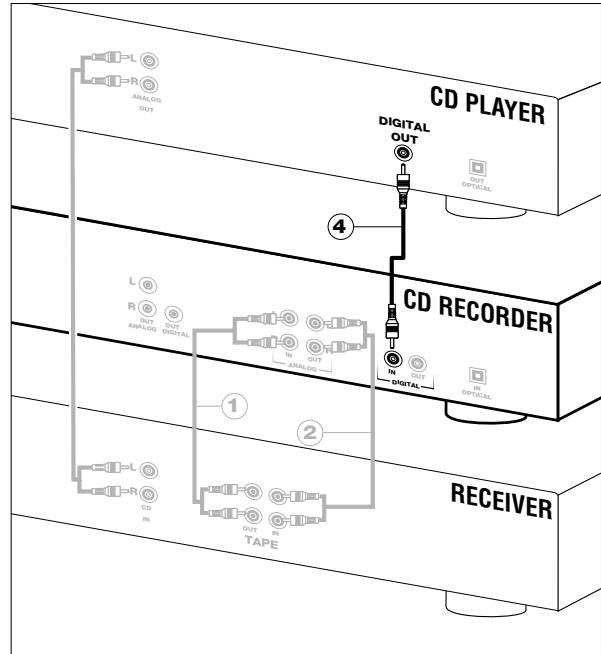 L
R
ANALOG
OUT
CD PLAYER
DIGITAL
OUT
OUT
OPTICAL
4
CD RECORDER
L
R
OUT
ANALOG
OUT
DIGITAL
L
R
IN
L
R
OUT
ANALOG
IN
OUT
DIGITAL
IN
OPTICAL
1
2
RECEIVER
L
R
CD
IN
OUT
IN
TAPE